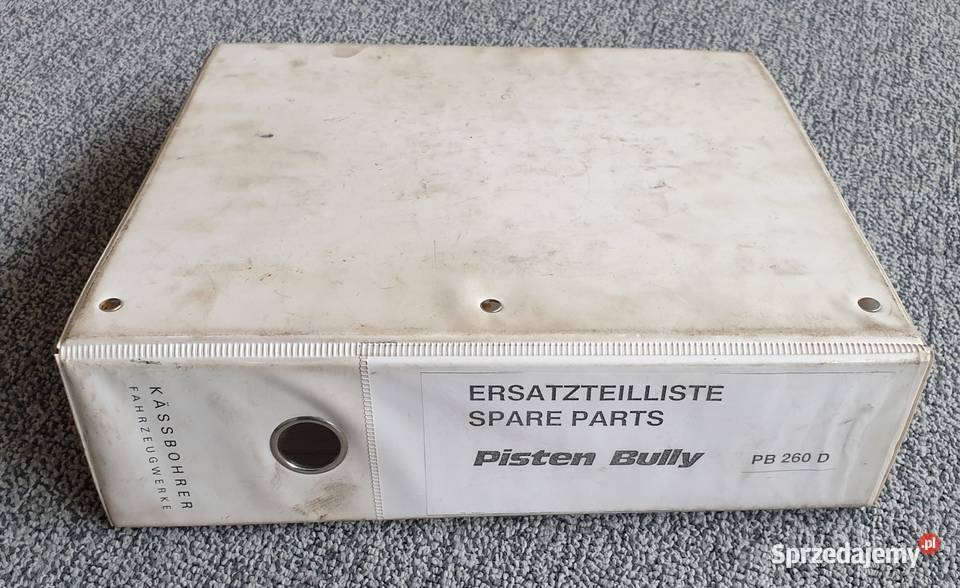 KÄSSBOHRER
FAHRZEUGWERKE
ERSATZTEILLISTE
SPARE PARTS
Pisten Bully
PB 260 D
Sprzedajemy.pl